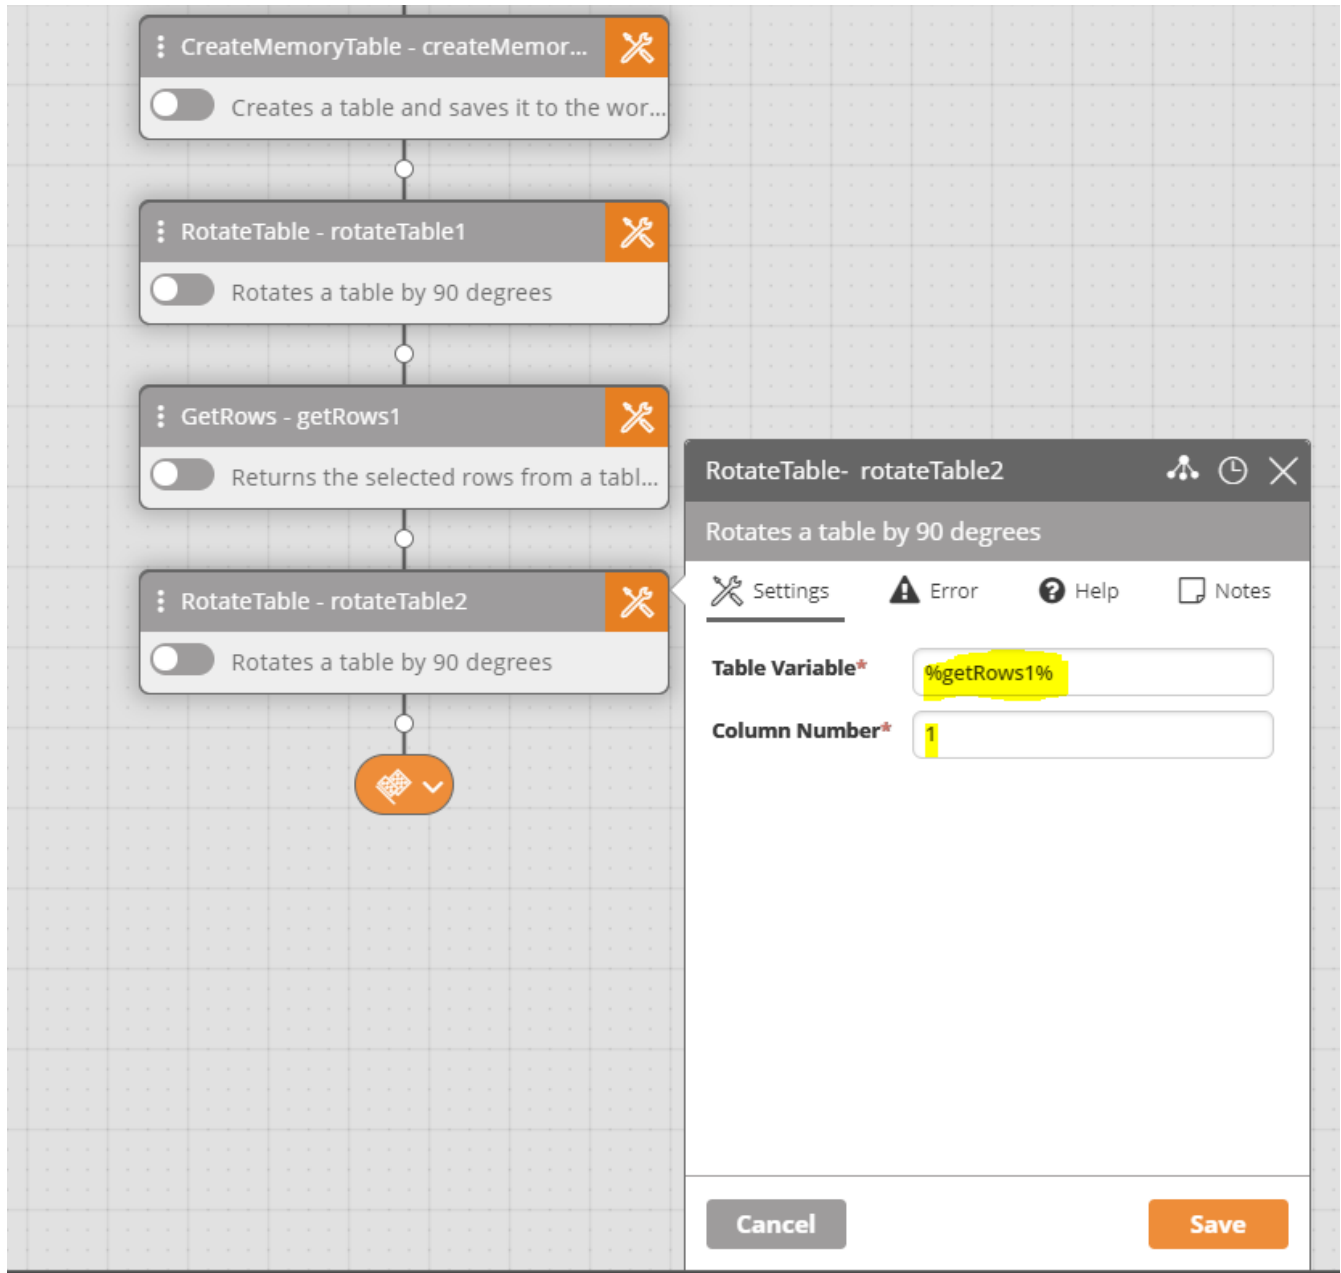 CreateMemoryTable - createMemor...
Creates a table and saves it to the wor...
RotateTable - rotateTable1
Rotates a table by 90 degrees
GetRows - getRows1
Returns the selected rows from a tabl...
RotateTable - rotateTable2
Rotates a table by 90 degrees
RotateTable- rotateTable2
Rotates a table by 90 degrees
Settings Error Help Notes
Table Variable* %getRows1%
Column Number* 1
Cancel Save